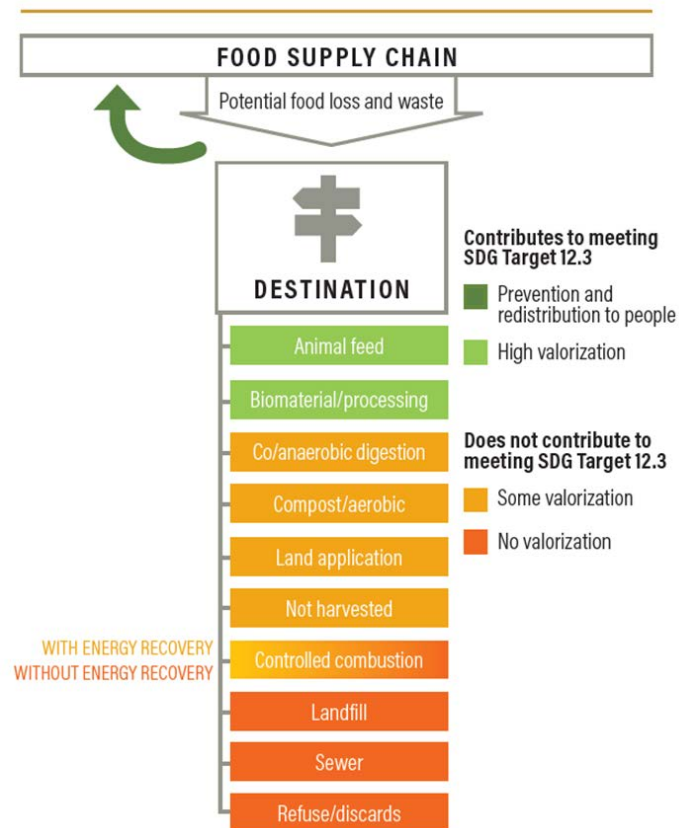 FOOD SUPPLY CHAIN
Potential food loss and waste
DESTINATION
Animal feed
Biomaterial/processing
Co/anaerobic digestion
Compost/aerobic
Land application
Not harvested
WITH ENERGY RECOVERY
WITHOUT ENERGY RECOVERY
Controlled combustion
Landfill
Sewer
Refuse/discards
Contributes to meeting
SDG Target 12.3
Prevention and
redistribution to people
High valorization
Does not contribute to
meeting SDG Target 12.3
Some valorization
No valorization